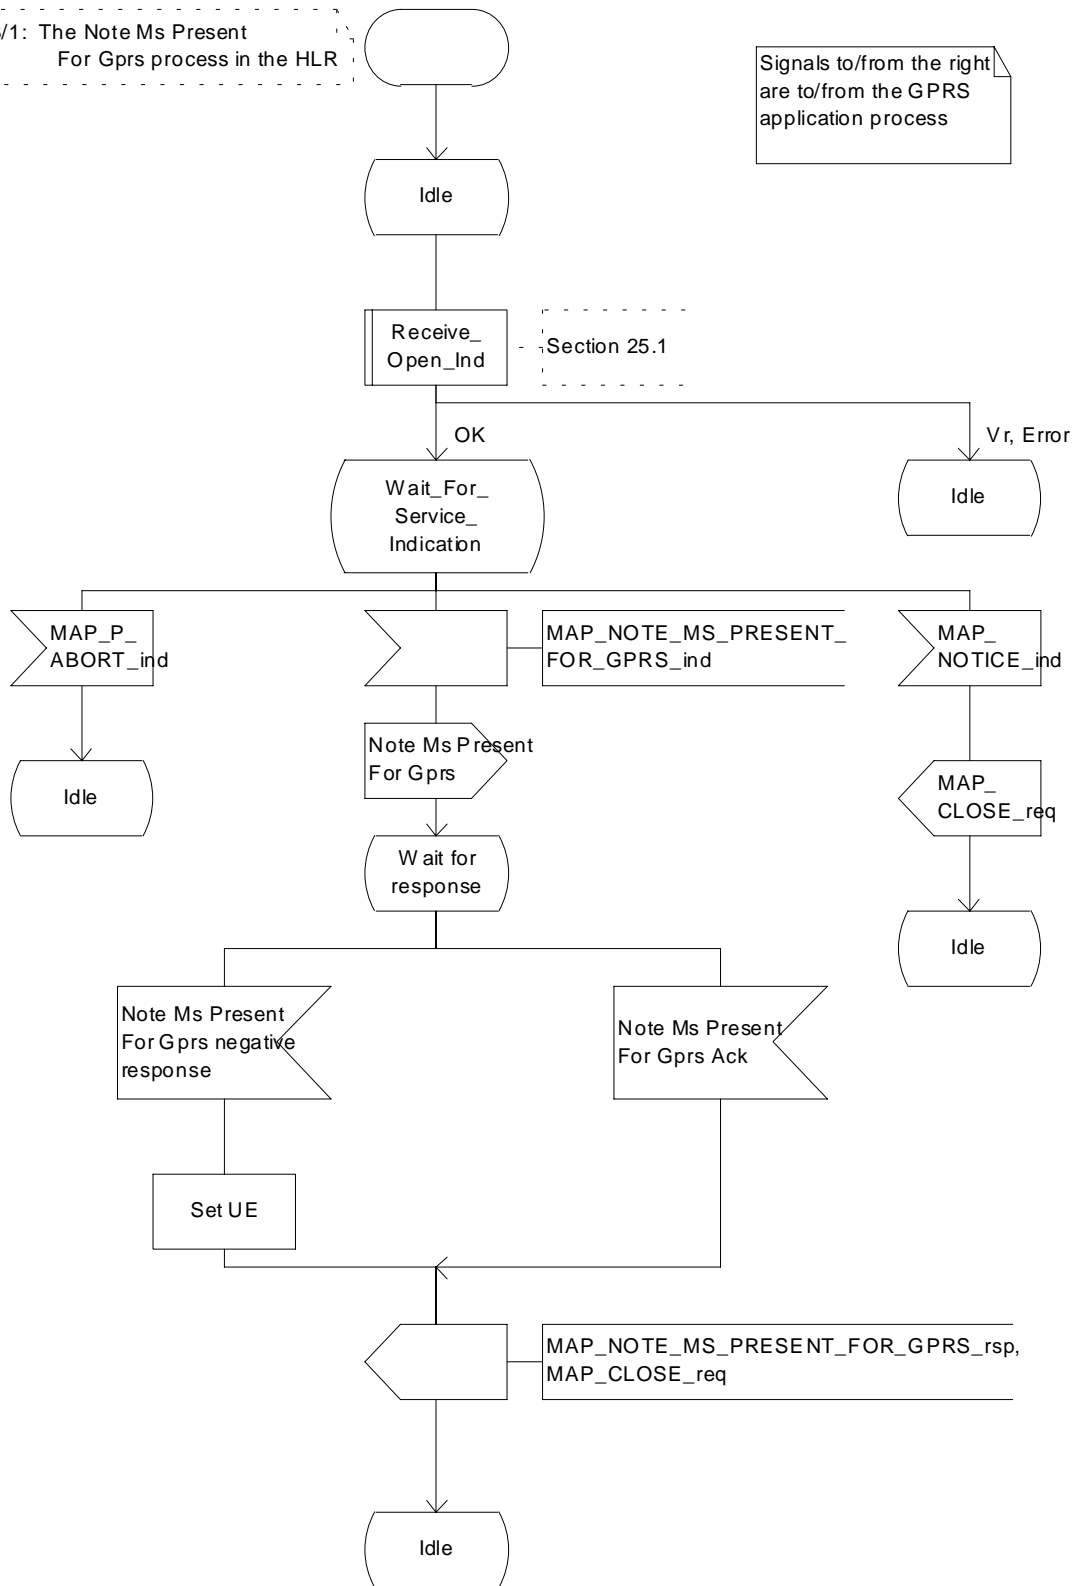 /1: The Note Ms Present
For Gprs process in the HLR
Signals to/from the right
are to/from the GPRS
application process
Idle
Receive_
Open_Ind
Section 25.1
OK
Vr, Error
Wait_For_
Service_
Indication
Idle
MAP_P_
ABORT_ind
MAP_NOTE_MS_PRESENT_
FOR_GPRS_ind
MAP_
NOTICE_ind
Note Ms Present
For Gprs
Idle
MAP_
CLOSE_req
Wait for
response
Idle
Note Ms Present
For Gprs negative
response
Note Ms Present
For Gprs Ack
Set UE
MAP_NOTE_MS_PRESENT_FOR_GPRS_rsp,
MAP_CLOSE_req
Idle